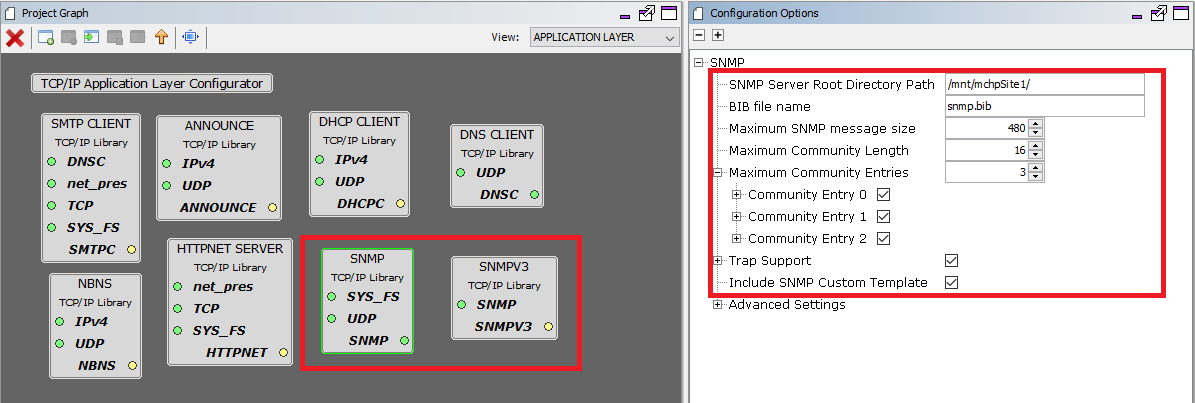 Project Graph
View: APPLICATION LAYER
TCP/IP Application Layer Configurator
SMTP CLIENT
TCP/IP Library
DNSC
net_pres
TCP
SYS_FS
SMTPC
ANNOUNCE
TCP/IP Library
IPv4
UDP
ANNOUNCE
DHCP CLIENT
TCP/IP Library
IPv4
UDP
DHCPC
DNS CLIENT
TCP/IP Library
UDP
DNSC
NBNS
TCP/IP Library
IPv4
UDP
NBNS
HTTPNET SERVER
TCP/IP Library
net_pres
TCP
SYS_FS
HTTPNET
SNMP
TCP/IP Library
SYS_FS
UDP
SNMP
SNMPV3
TCP/IP Library
SNMP
SNMPV3
Configuration Options
SNMP
SNMP Server Root Directory Path /mnt/mchpSite1/
BIB file name snmp.bib
Maximum SNMP message size 480
Maximum Community Length 16
Maximum Community Entries 3
Community Entry 0
Community Entry 1
Community Entry 2
Trap Support
Include SNMP Custom Template
Advanced Settings